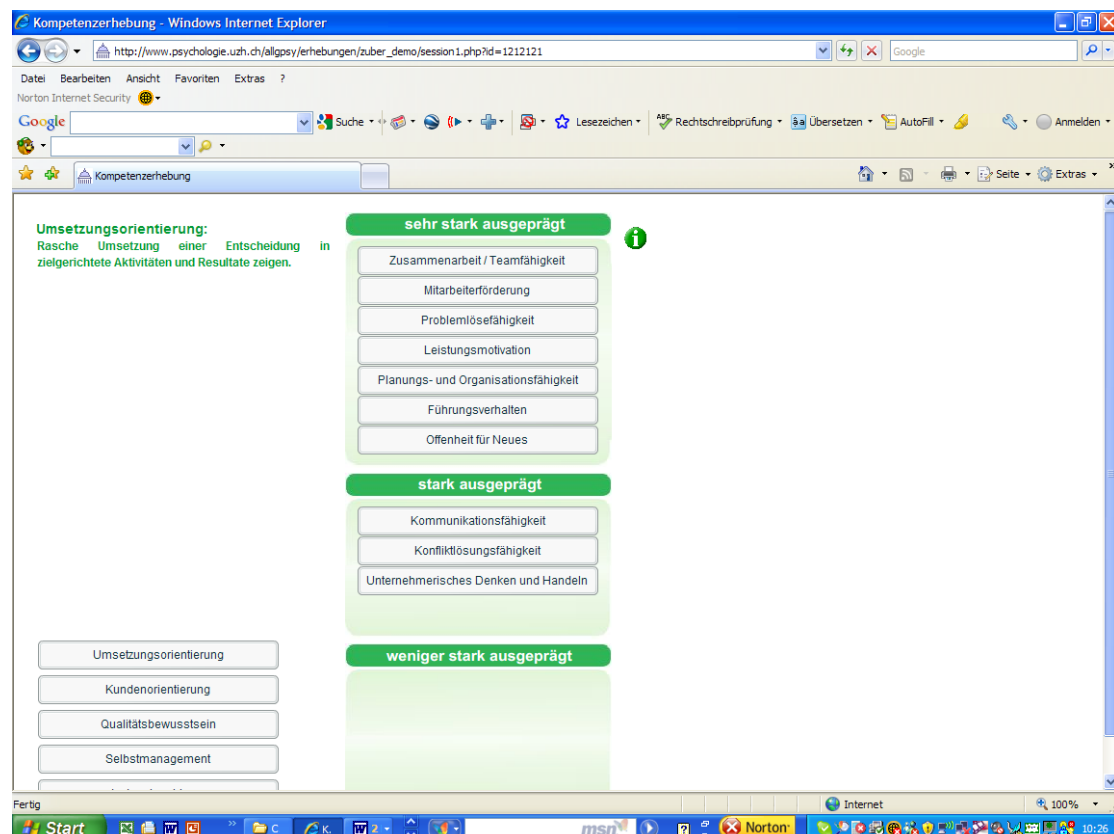 Kompetenzerhebung - Windows Internet Explorer
http://www.psychologie.uzh.ch/allgpsy/erhebungen/zuber_demo/session1.php?id=1212121
Google
Datei Bearbeiten Ansicht Favoriten Extras ?
Norton Internet Security
Google Suche Lesezeichen Rechtschreibprüfung Übersetzen AutoFill Anmelden
Kompetenzerhebung Seite Extras
Umsetzungsorientierung:
Rasche Umsetzung einer Entscheidung in
zielgerichtete Aktivitäten und Resultate zeigen.
sehr stark ausgeprägt
Zusammenarbeit / Teamfähigkeit
Mitarbeiterförderung
Problemlösefähigkeit
Leistungsmotivation
Planungs- und Organisationsfähigkeit
Führungsverhalten
Offenheit für Neues
stark ausgeprägt
Kommunikationsfähigkeit
Konfliktlösungsfähigkeit
Unternehmerisches Denken und Handeln
weniger stark ausgeprägt
Umsetzungsorientierung
Kundenorientierung
Qualitätsbewusstsein
Selbstmanagement
Fertig Internet 100%
Start C K. 2 msn Norton 10:26